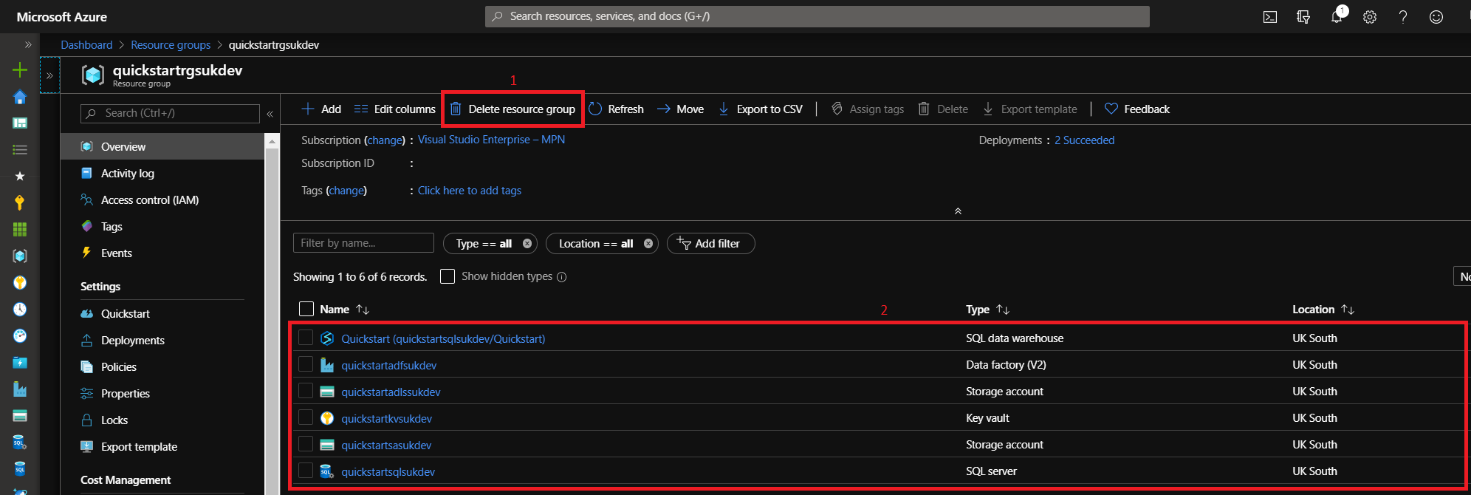 Microsoft Azure
Search resources, services, and docs (G+/)
1
Dashboard > Resource groups > quickstartrgsukdev
quickstartrgsukdev
Resource group
1
Search (Ctrl+/)
Add Edit columns Delete resource group Refresh Move Export to CSV Assign tags Delete Export template Feedback
Overview
Activity log
Access control (IAM)
Tags
Events
Settings
Quickstart
Deployments
Policies
Properties
Locks
Export template
Cost Management
Subscription (change) : Visual Studio Enterprise – MPN
Deployments : 2 Succeeded
Subscription ID :
Tags (change) : Click here to add tags
Filter by name...
Type == all
Location == all
Add filter
Showing 1 to 6 of 6 records. Show hidden types
No
Name Type Location
2
Quickstart (quickstartsqlsukdev/Quickstart) SQL data warehouse UK South
quickstartadfsukdev Data factory (V2) UK South
quickstartadlssukdev Storage account UK South
quickstartkvsukdev Key vault UK South
quickstartsasukdev Storage account UK South
quickstartsqlsukdev SQL server UK South